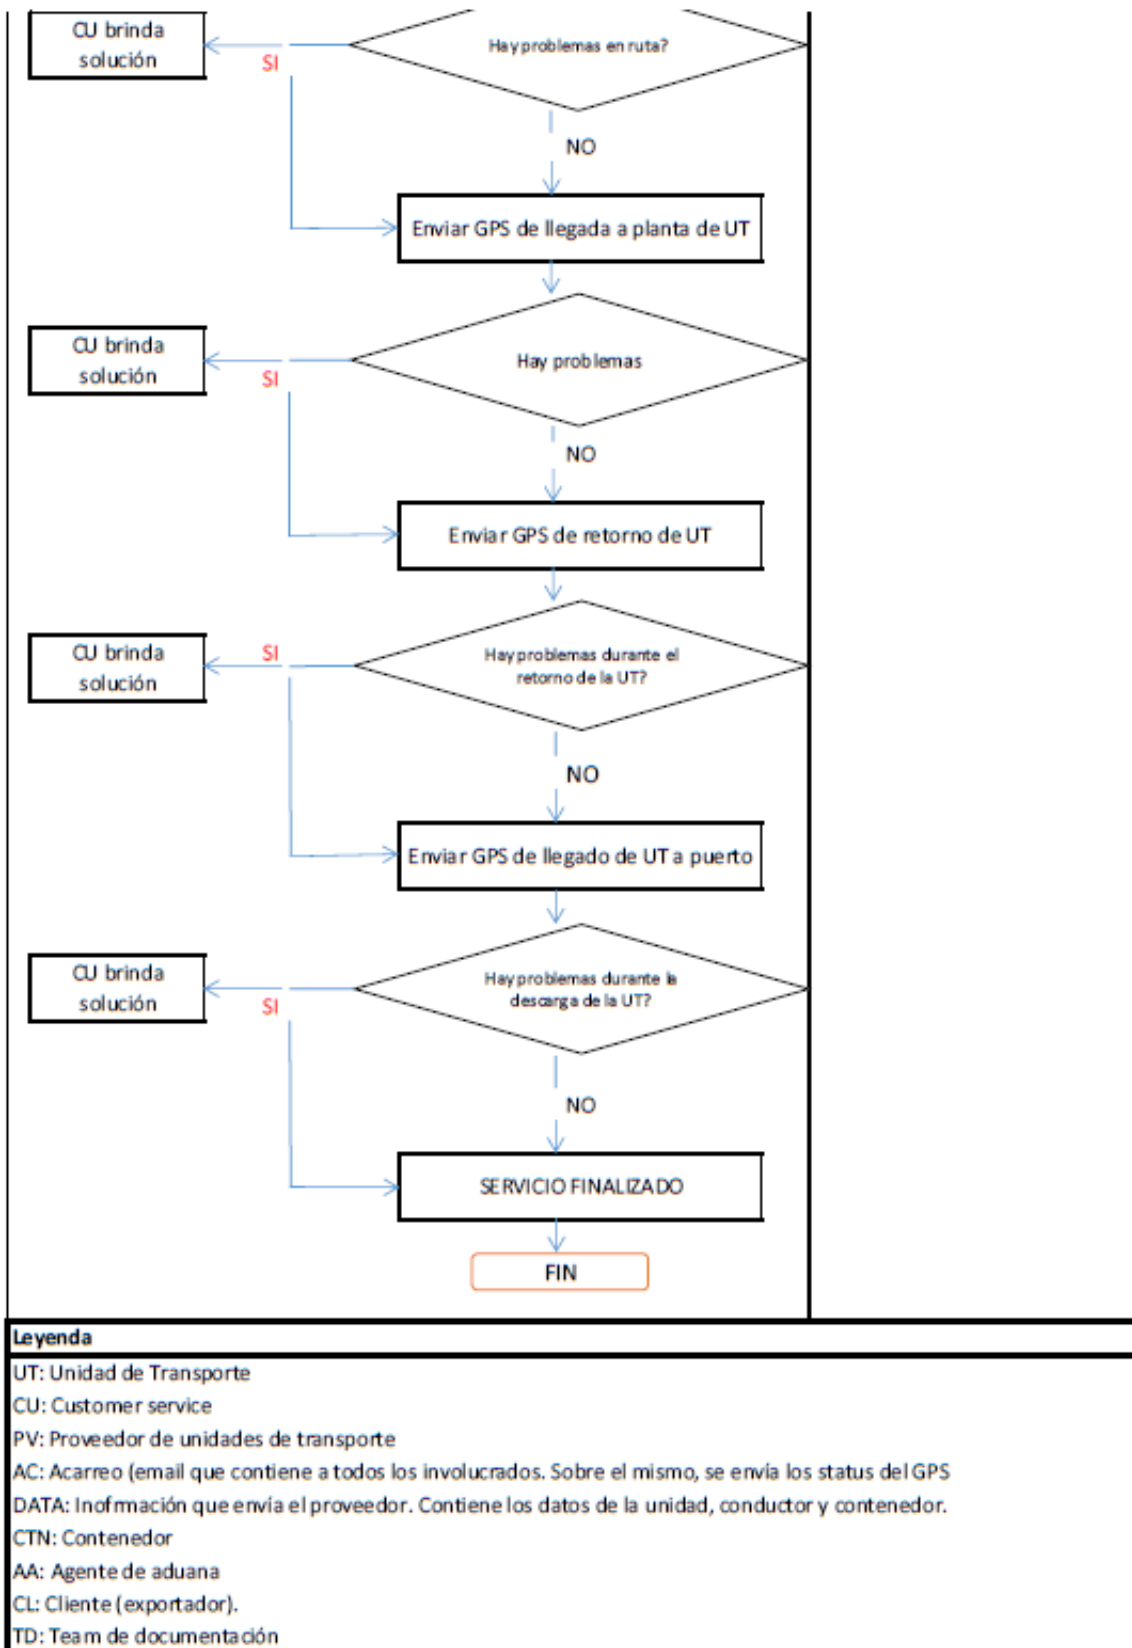 CU brinda
solución
SI
Hay problemas en ruta?
NO
Enviar GPS de llegada a planta de UT
CU brinda
solución
SI
Hay problemas
NO
Enviar GPS de retorno de UT
CU brinda
solución
SI
Hay problemas durante el
retorno de la UT?
NO
Enviar GPS de llegado de UT a puerto
CU brinda
solución
SI
Hay problemas durante la
descarga de la UT?
NO
SERVICIO FINALIZADO
FIN
Leyenda
UT: Unidad de Transporte
CU: Customer service
PV: Proveedor de unidades de transporte
AC: Acarreo (email que contiene a todos los involucrados. Sobre el mismo, se envía los status del GPS
DATA: Inofrmación que envía el proveedor. Contiene los datos de la unidad, conductor y contenedor.
CTN: Contenedor
AA: Agente de aduana
CL: Cliente (exportador).
TD: Team de documentación